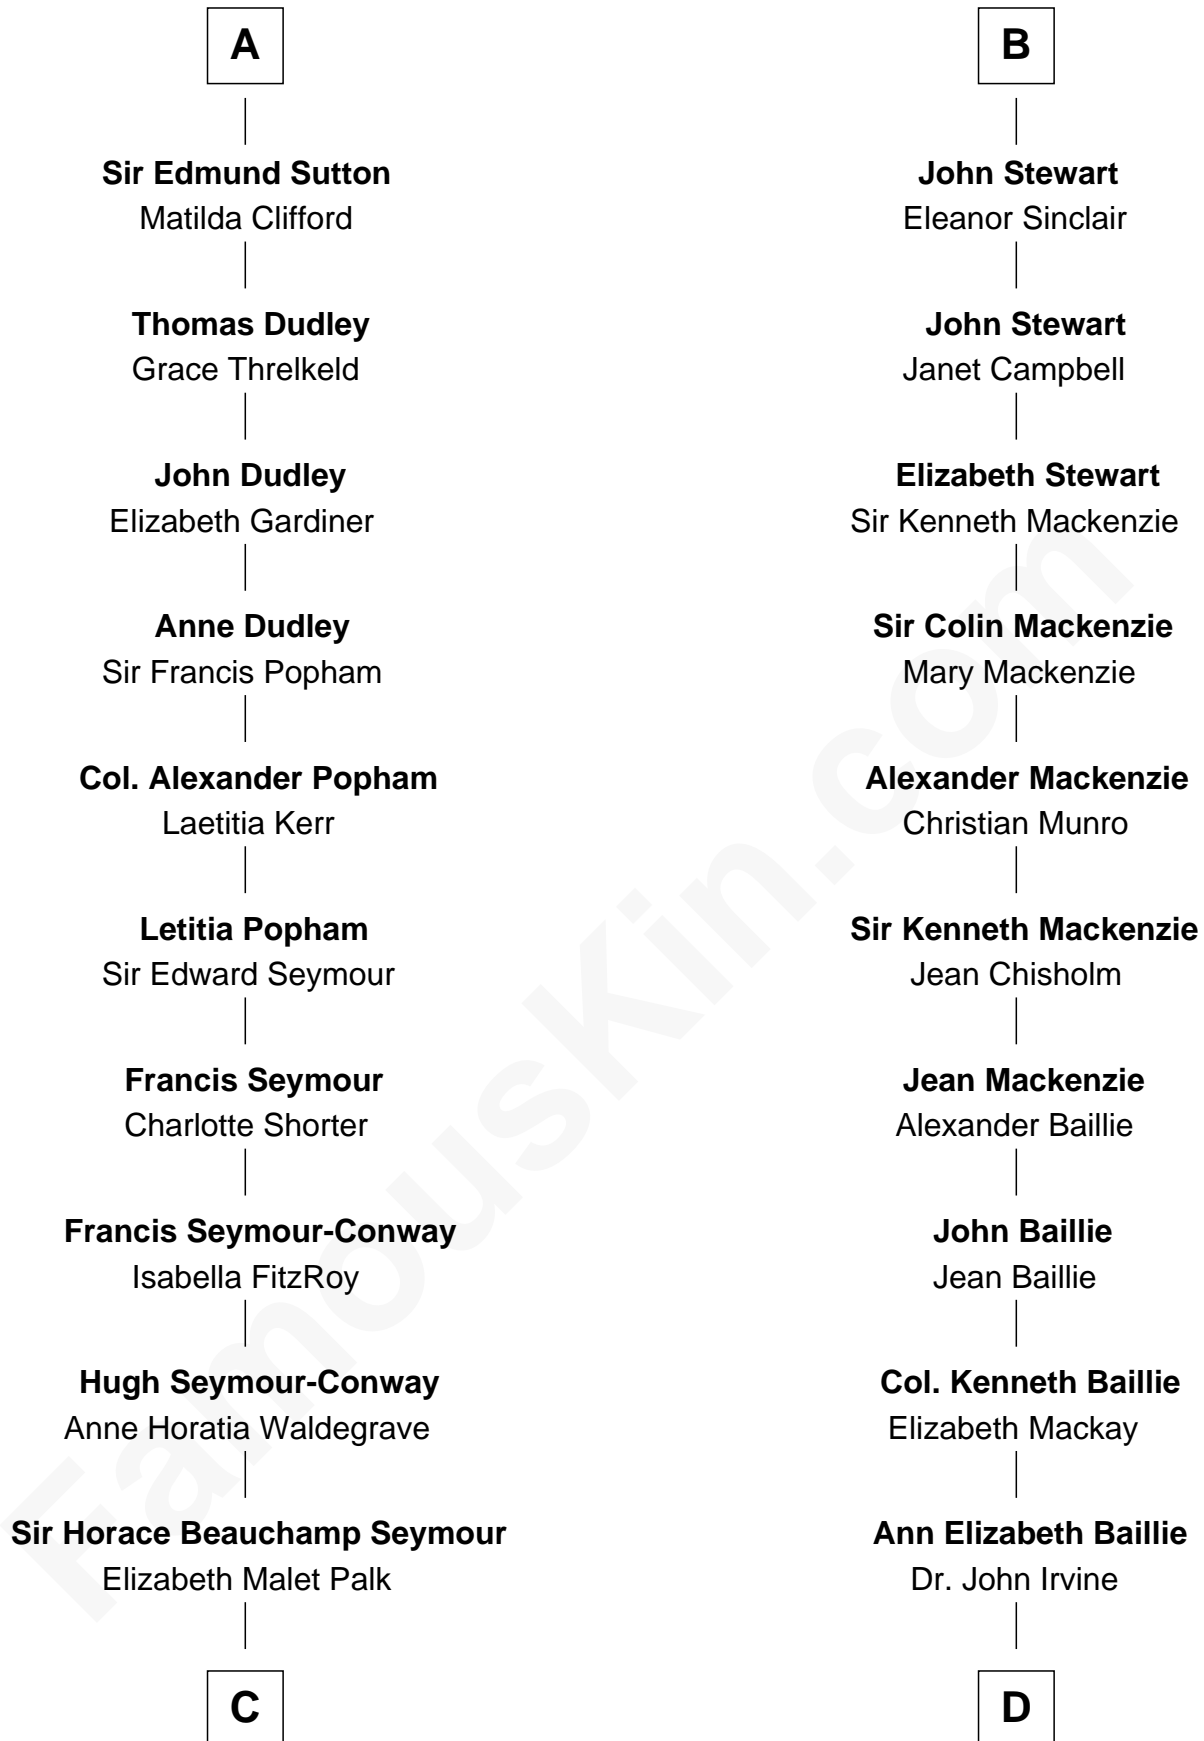 A
Sir Edmund Sutton
Matilda Clifford
Thomas Dudley
Grace Threlkeld
John Dudley
Elizabeth Gardiner
Anne Dudley
Sir Francis Popham
Col. Alexander Popham
Laetitia Kerr
Letitia Popham
Sir Edward Seymour
Francis Seymour
Charlotte Shorter
Francis Seymour-Conway
Isabella FitzRoy
Hugh Seymour-Conway
Anne Horatia Waldegrave
Sir Horace Beauchamp Seymour
Elizabeth Malet Palk
C
B
John Stewart
Eleanor Sinclair
John Stewart
Janet Campbell
Elizabeth Stewart
Sir Kenneth Mackenzie
Sir Colin Mackenzie
Mary Mackenzie
Alexander Mackenzie
Christian Munro
Sir Kenneth Mackenzie
Jean Chisholm
Jean Mackenzie
Alexander Baillie
John Baillie
Jean Baillie
Col. Kenneth Baillie
Elizabeth Mackay
Ann Elizabeth Baillie
Dr. John Irvine
D
FamousKin.com